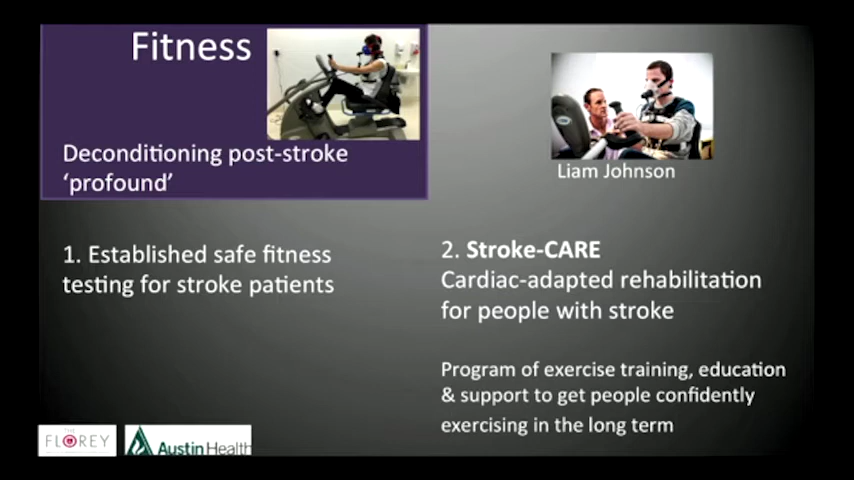 Fitness
Deconditioning post-stroke
‘profound’
Liam Johnson
1. Established safe fitness
testing for stroke patients
2. Stroke-CARE
Cardiac-adapted rehabilitation
for people with stroke
Program of exercise training, education
& support to get people confidently
exercising in the long term
THE
FLOREY
Austin Health